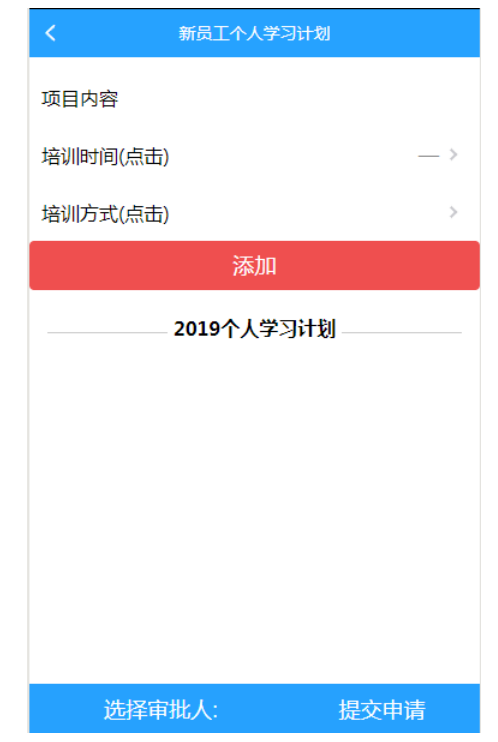 新员工个人学习计划
项目内容
培训时间(点击) —
培训方式(点击)
添加
2019个人学习计划
选择审批人: 提交申请